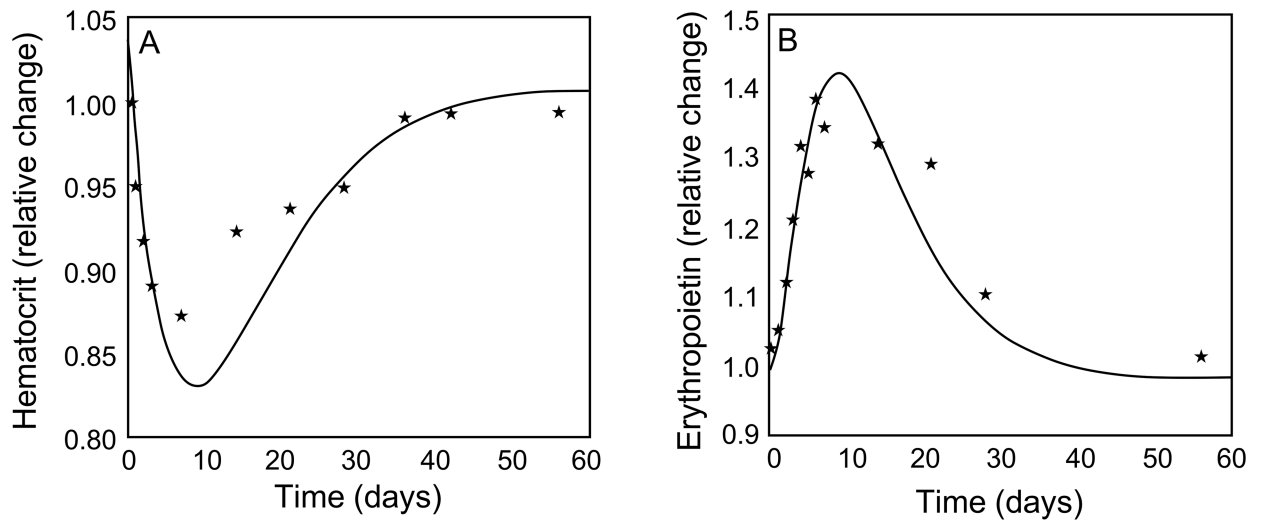 A
Hematocrit (relative change)
1.05
1.00
0.95
0.90
0.85
0.80
0 10 20 30 40 50 60
Time (days)
B
Erythropoietin (relative change)
1.5
1.4
1.3
1.2
1.1
1.0
0.9
0 10 20 30 40 50 60
Time (days)